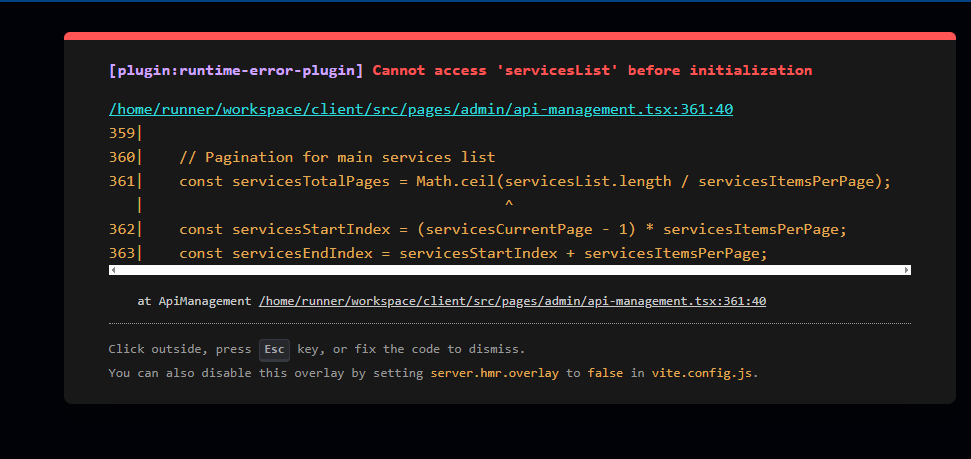 [plugin:runtime-error-plugin] Cannot access 'servicesList' before initialization
/home/runner/workspace/client/src/pages/admin/api-management.tsx:361:40
359|
360|    // Pagination for main services list
361|    const servicesTotalPages = Math.ceil(servicesList.length / servicesItemsPerPage);
   |                                         ^
362|    const servicesStartIndex = (servicesCurrentPage - 1) * servicesItemsPerPage;
363|    const servicesEndIndex = servicesStartIndex + servicesItemsPerPage;
at ApiManagement /home/runner/workspace/client/src/pages/admin/api-management.tsx:361:40
Click outside, press Esc key, or fix the code to dismiss.
You can also disable this overlay by setting server.hmr.overlay to false in vite.config.js.